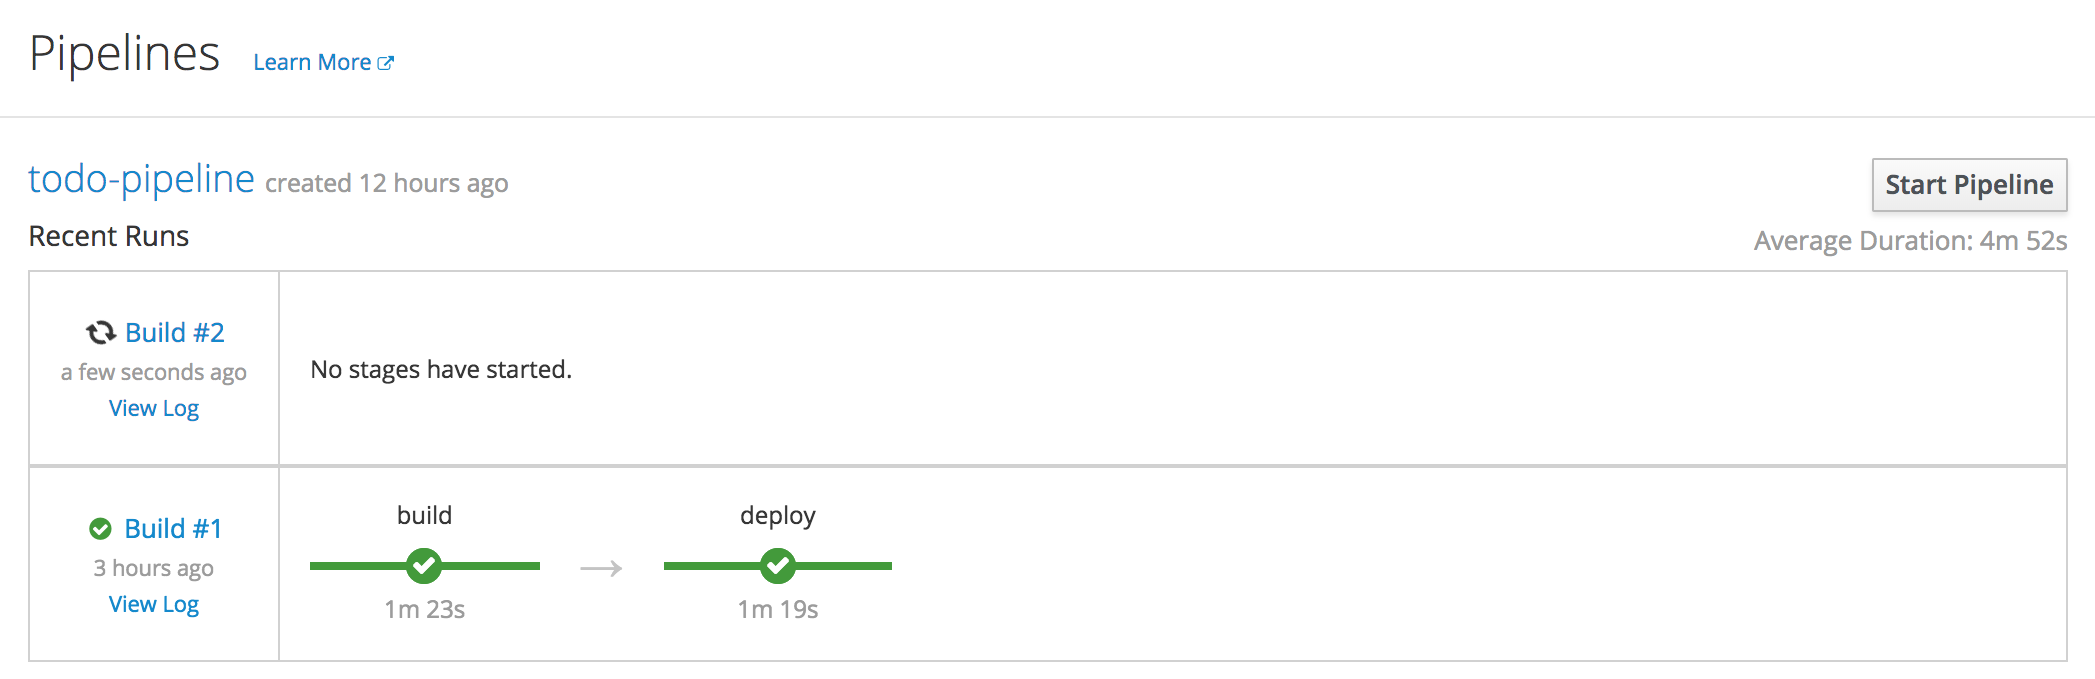 Pipelines Learn More
todo-pipeline created 12 hours ago
Start Pipeline
Recent Runs
Average Duration: 4m 52s
Build #2
a few seconds ago
View Log
No stages have started.
Build #1
3 hours ago
View Log
build
1m 23s
deploy
1m 19s